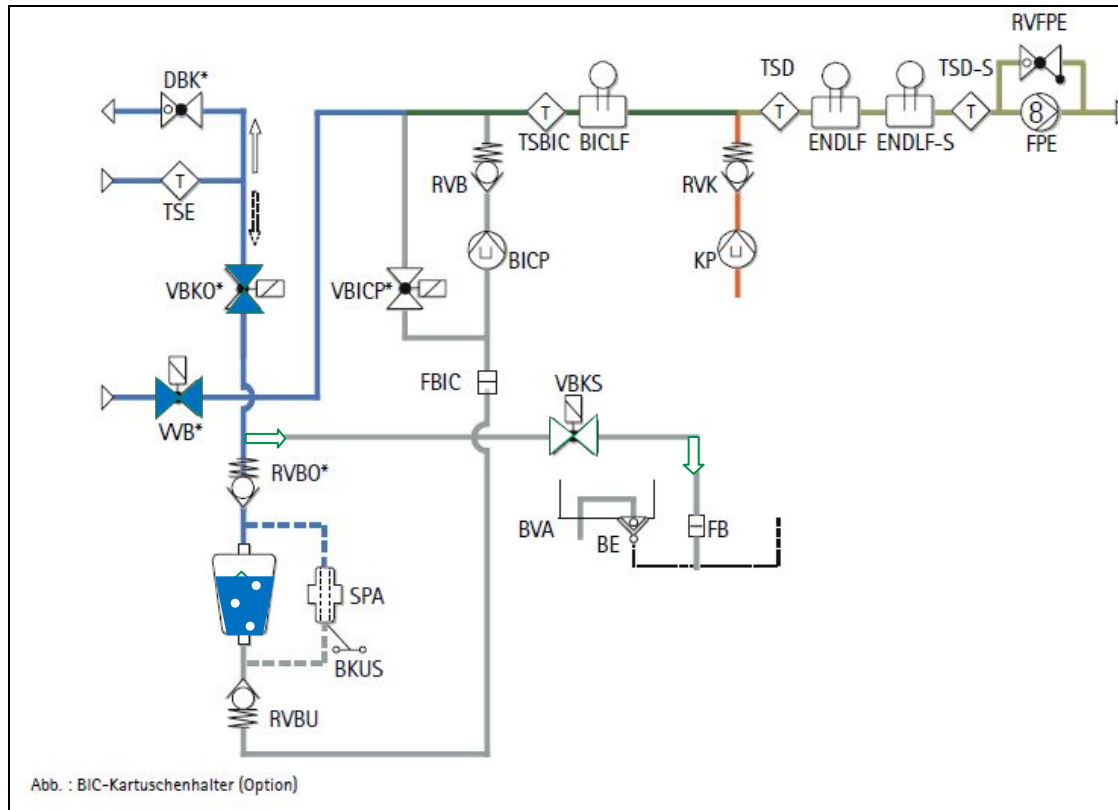 RVFPE
DBK*
TSD
TSD-S
T
T
T
8
TSBIC
BICLF
ENDLF
ENDLF-S
FPE
RVB
RVK
T
TSE
BICP
KP
VBKO*
VBICP*
FBIC
VBKS
VVB*
RVBO*
BVA
BE
FB
SPA
BKUS
RVBU
Abb. : BIC-Kartuschenhalter (Option)